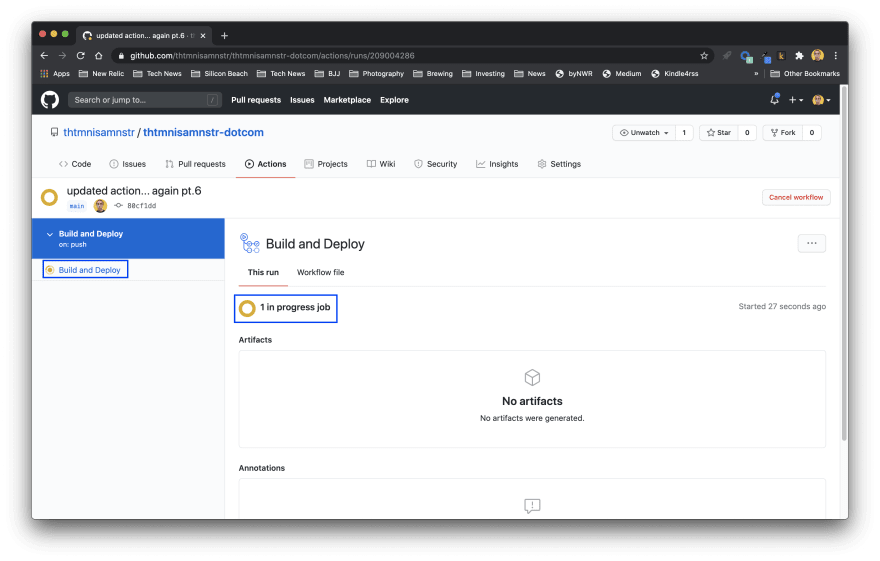 updated action... again pt.6 · t
github.com/thtmnisamnstr/thtmnisamnstr-dotcom/actions/runs/209004286
Apps New Relic Tech News Silicon Beach Tech News BJJ Photography Brewing Investing News byNWR Medium Kindle4rss » Other Bookmarks
Search or jump to... / Pull requests Issues Marketplace Explore
thtmnisamnstr / thtmnisamnstr-dotcom Unwatch 1 Star 0 Fork 0
Code Issues Pull requests Actions Projects Wiki Security Insights Settings
updated action... again pt.6
main 80cf1dd
Cancel workflow
Build and Deploy
on: push
Build and Deploy
Build and Deploy
...
This run Workflow file
1 in progress job Started 27 seconds ago
Artifacts
No artifacts
No artifacts were generated.
Annotations